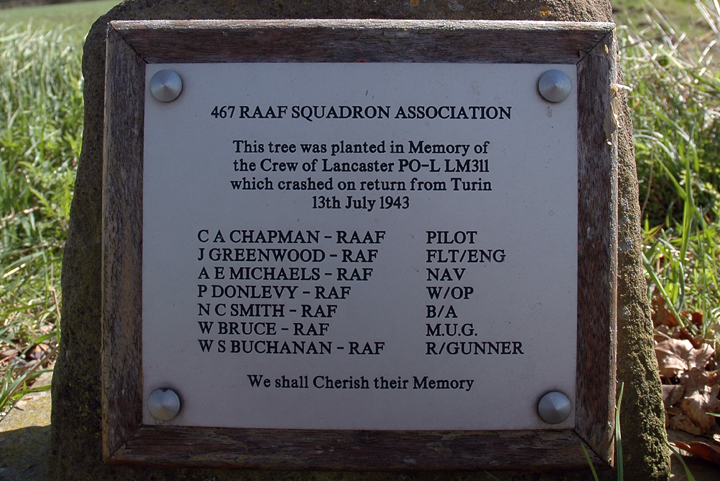 467 RAAF SQUADRON ASSOCIATION
This tree was planted in Memory of
the Crew of Lancaster PO-L LM311
which crashed on return from Turin
13th July 1943
C A CHAPMAN - RAAF PILOT
J GREENWOOD - RAF FLT/ENG
A E MICHAELS - RAF NAV
P DONLEVY - RAF W/OP
N C SMITH - RAF B/A
W BRUCE - RAF M.U.G.
W S BUCHANAN - RAF R/GUNNER
We shall Cherish their Memory